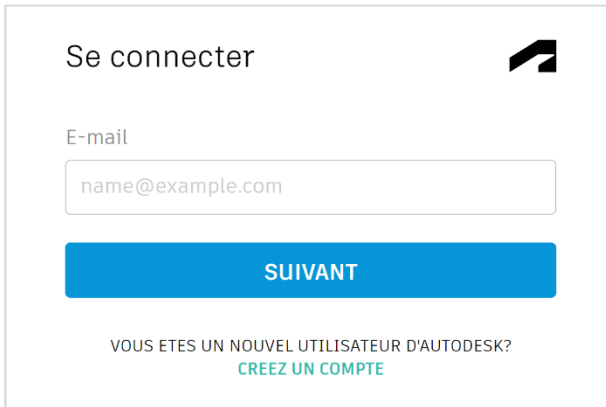 Se connecter
E-mail
name@example.com
SUIVANT
VOUS ETES UN NOUVEL UTILISATEUR D'AUTODESK?
CREEZ UN COMPTE